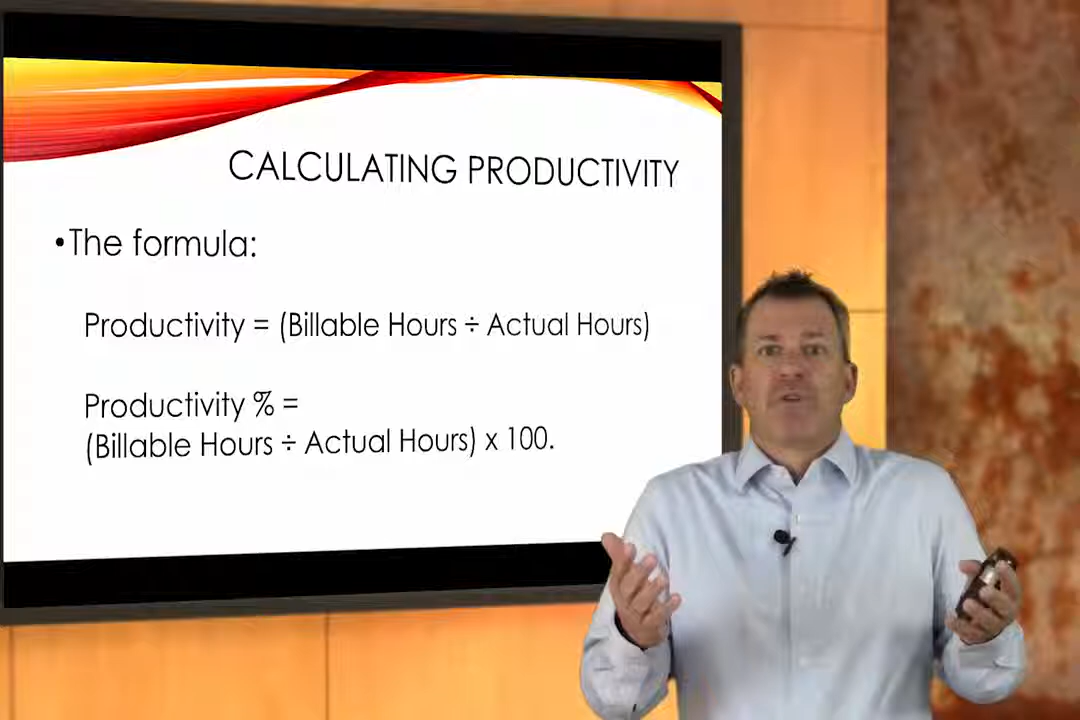 CALCULATING PRODUCTIVITY
•The formula:
Productivity = (Billable Hours ÷ Actual Hours)
Productivity % =
(Billable Hours ÷ Actual Hours) x 100.